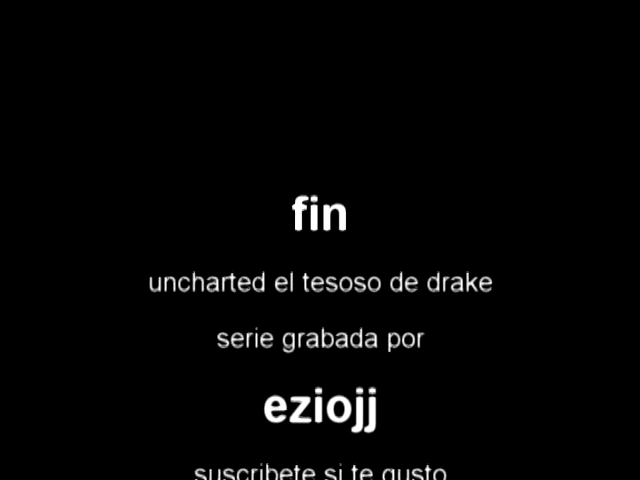 fin
uncharted el tesoso de drake
serie grabada por
eziojj
suscribete si te gusto